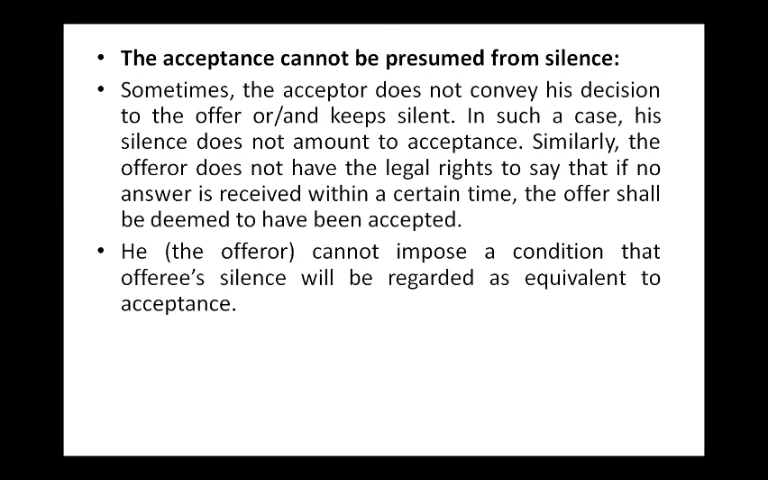 • The acceptance cannot be presumed from silence:
• Sometimes, the acceptor does not convey his decision
to the offer or/and keeps silent. In such a case, his
silence does not amount to acceptance. Similarly, the
offeror does not have the legal rights to say that if no
answer is received within a certain time, the offer shall
be deemed to have been accepted.
• He (the offeror) cannot impose a condition that
offeree’s silence will be regarded as equivalent to
acceptance.